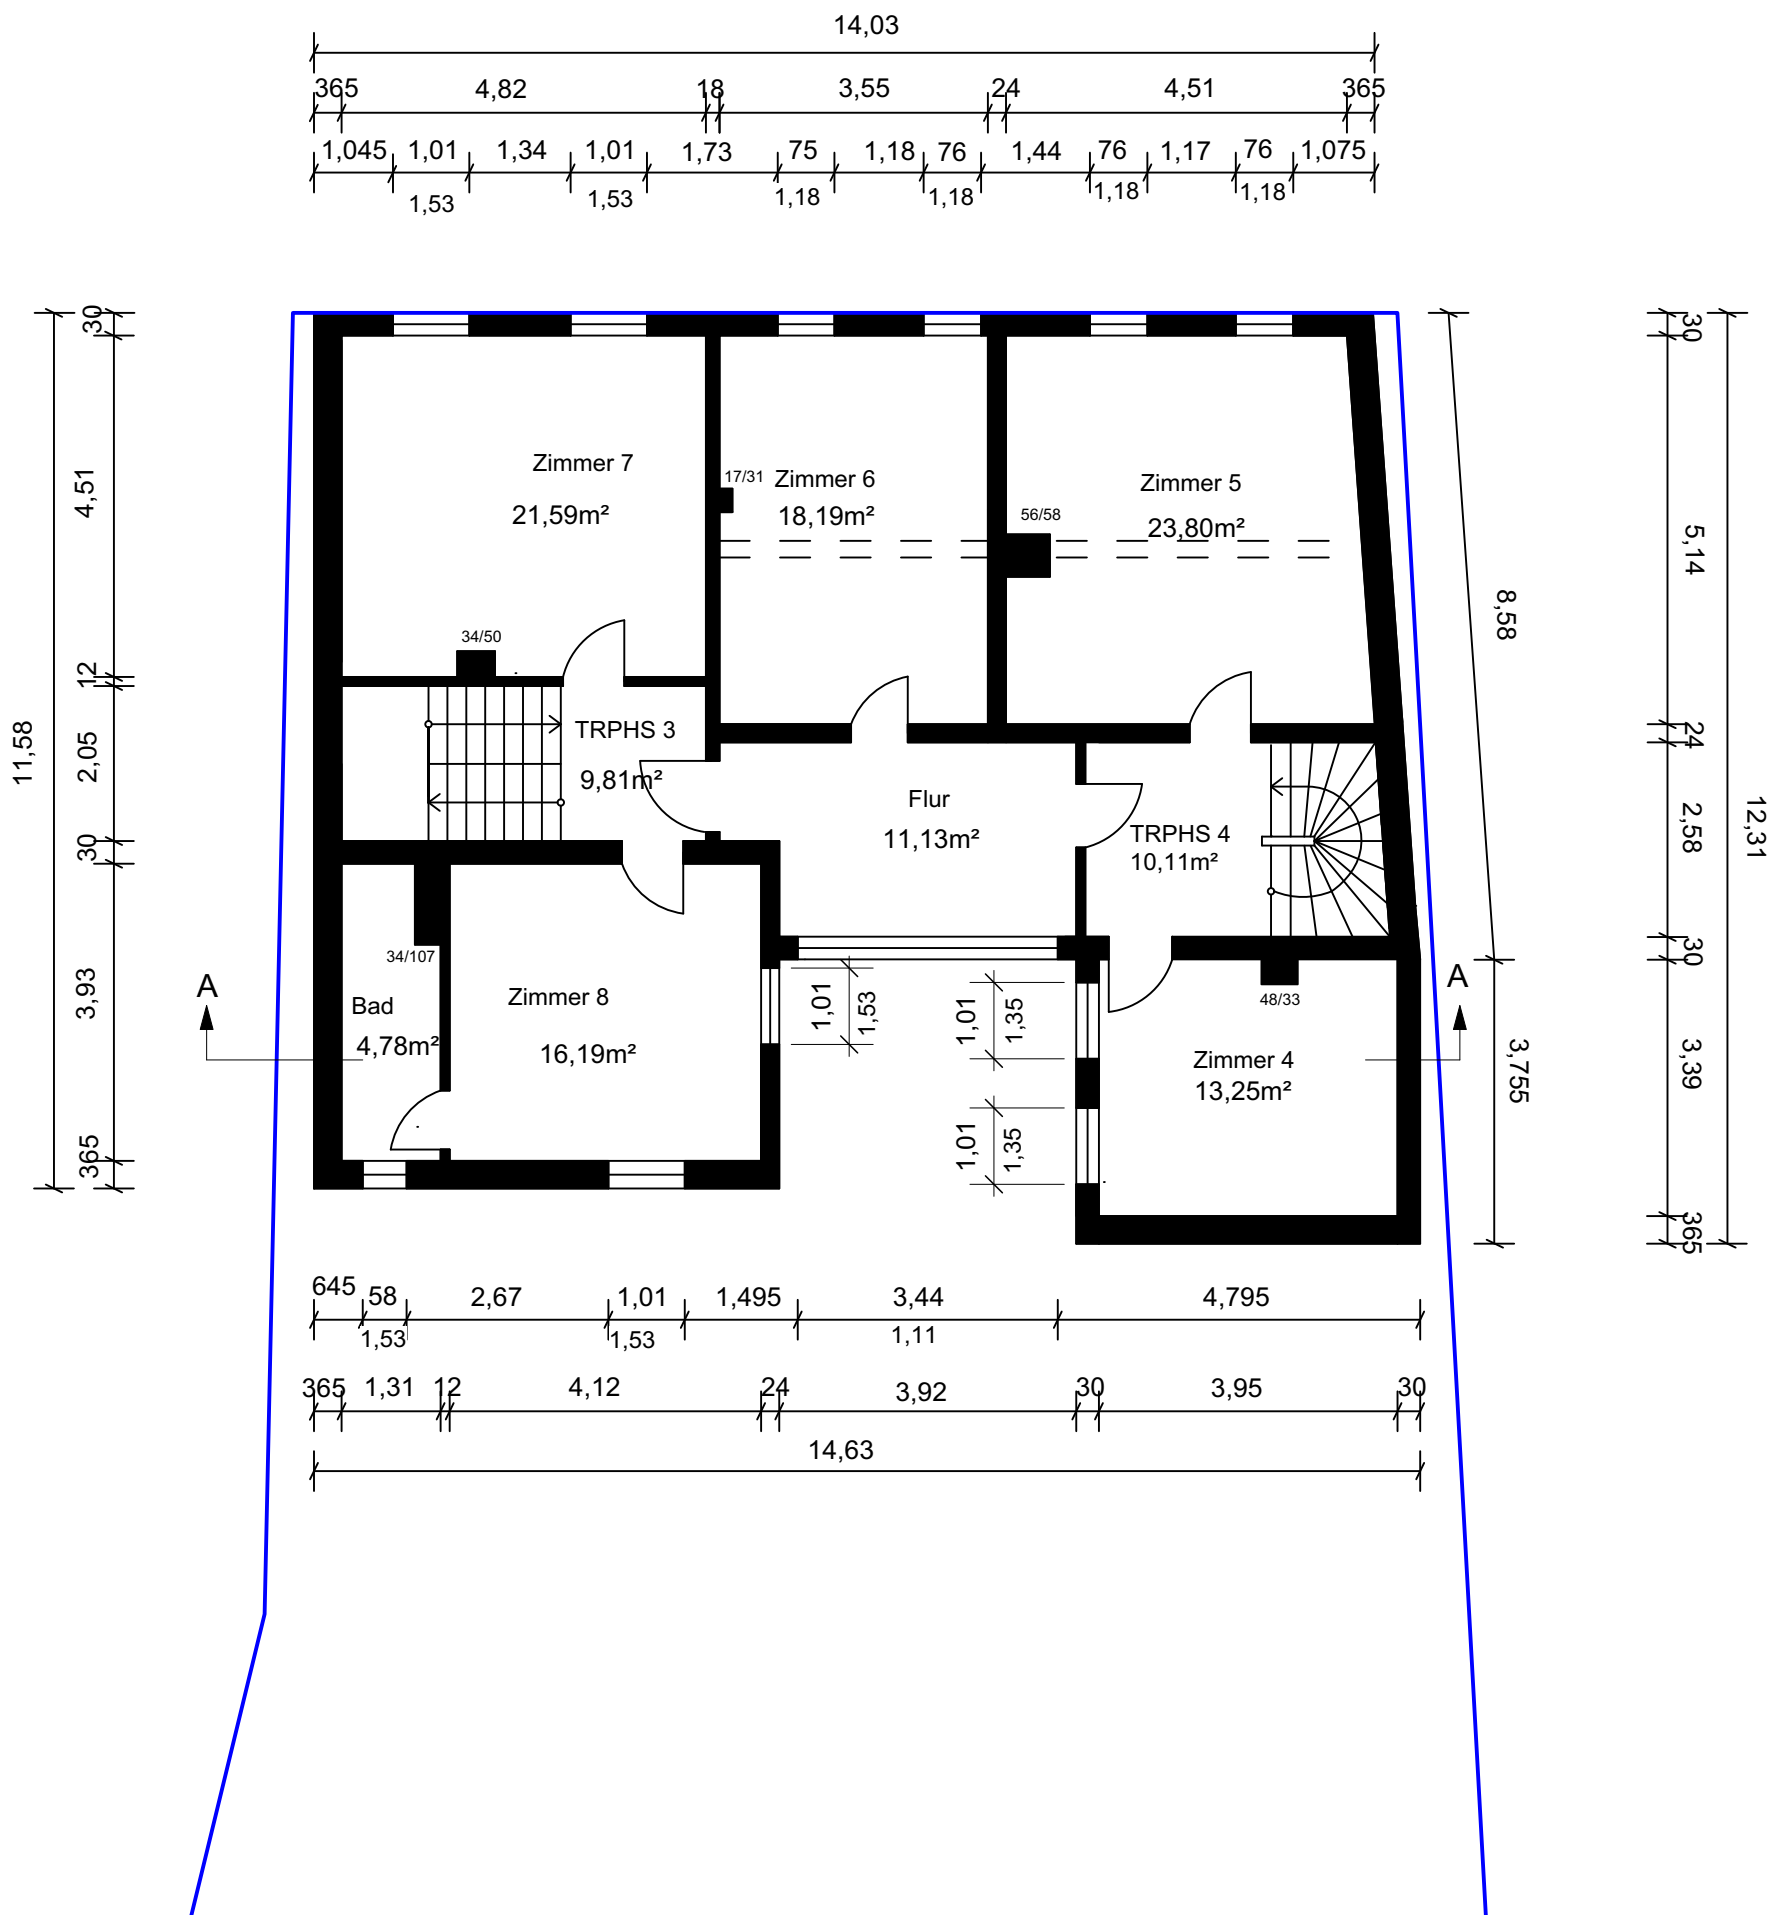 14,03
365 4,82 18 3,55 24 4,51 365
1,045 1,01 1,34 1,01 1,73 75 1,18 76 1,44 76 1,17 76 1,075
1,53 1,53 1,18 1,18 1,18 1,18
30
4,51
12
2,05
30
3,93
365
11,58
Zimmer 7
21,59m²
17/31
Zimmer 6
18,19m²
Zimmer 5
23,80m²
56/58
34/50
TRPHS 3
9,81m²
Flur
11,13m²
TRPHS 4
10,11m²
34/107
Bad
4,78m²
Zimmer 8
16,19m²
1,01
1,53
1,01
1,35
1,01
1,35
48/33
Zimmer 4
13,25m²
A
A
8,58
3,755
30
5,14
24
2,58
30
3,39
365
12,31
645 58 2,67 1,01 1,495 3,44 4,795
1,53 1,53 1,11
365 1,31 12 4,12 24 3,92 30 3,95 30
14,63